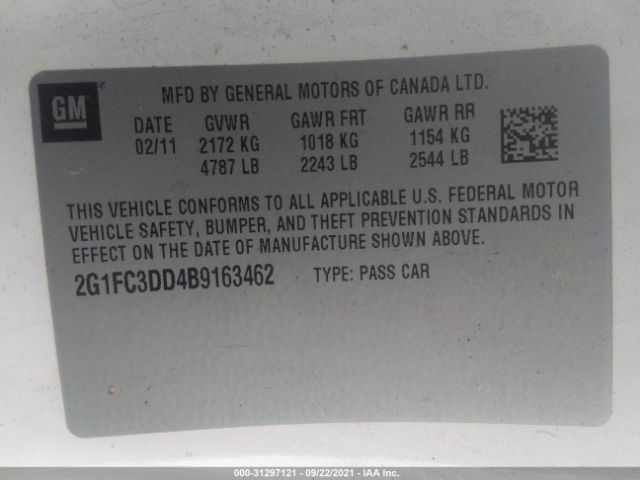 GM
MFD BY GENERAL MOTORS OF CANADA LTD.
DATE GVWR GAWR FRT GAWR RR
02/11 2172 KG 1018 KG 1154 KG
4787 LB 2243 LB 2544 LB
THIS VEHICLE CONFORMS TO ALL APPLICABLE U.S. FEDERAL MOTOR
VEHICLE SAFETY, BUMPER, AND THEFT PREVENTION STANDARDS IN
EFFECT ON THE DATE OF MANUFACTURE SHOWN ABOVE.
2G1FC3DD4B9163462 TYPE: PASS CAR
000-31297121 - 09/22/2021 - IAA Inc.